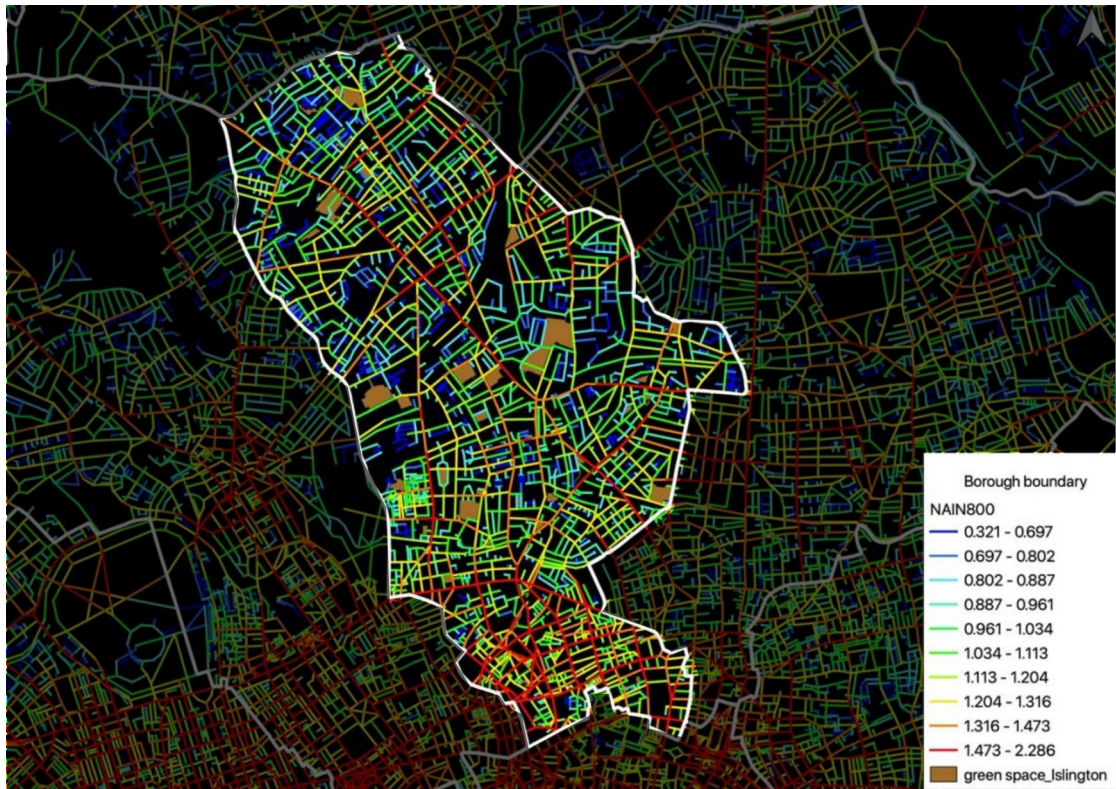 Borough boundary
NAIN800
0.321 - 0.697
0.697 - 0.802
0.802 - 0.887
0.887 - 0.961
0.961 - 1.034
1.034 - 1.113
1.113 - 1.204
1.204 - 1.316
1.316 - 1.473
1.473 - 2.286
green space_Islington